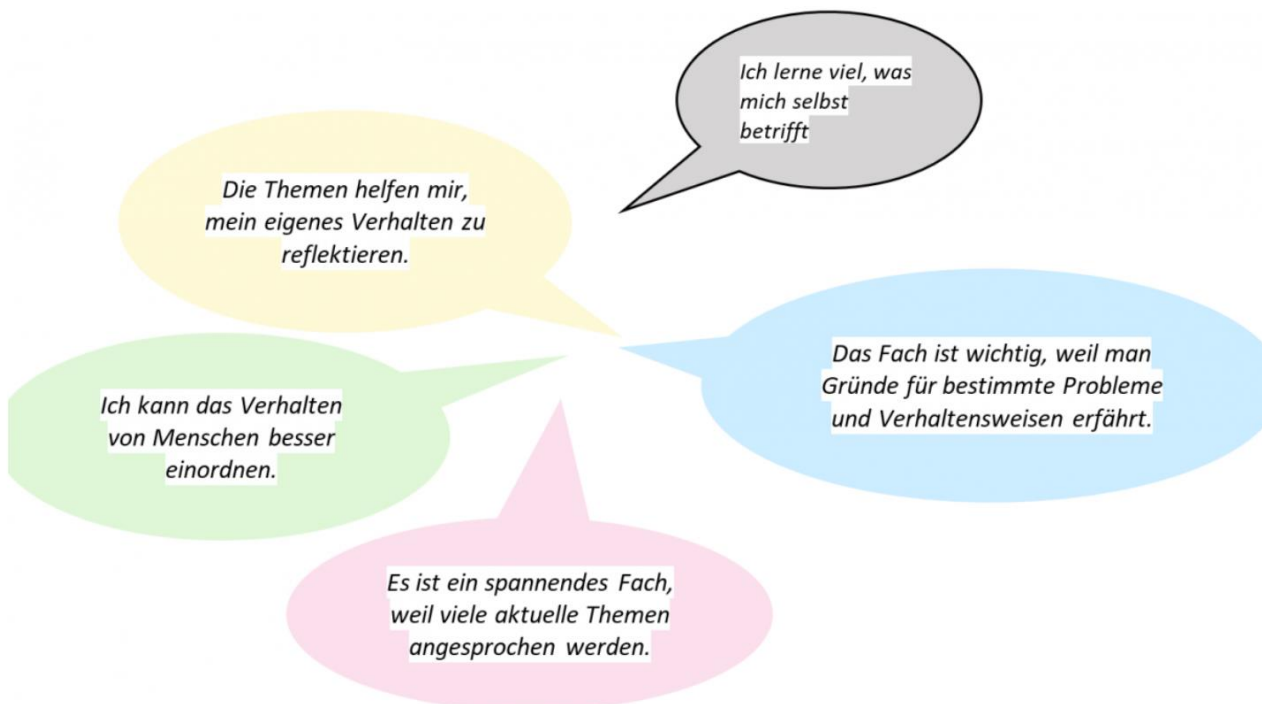 Ich lerne viel, was
mich selbst
betrifft
Die Themen helfen mir,
mein eigenes Verhalten zu
reflektieren.
Das Fach ist wichtig, weil man
Gründe für bestimmte Probleme
und Verhaltensweisen erfährt.
Ich kann das Verhalten
von Menschen besser
einordnen.
Es ist ein spannendes Fach,
weil viele aktuelle Themen
angesprochen werden.